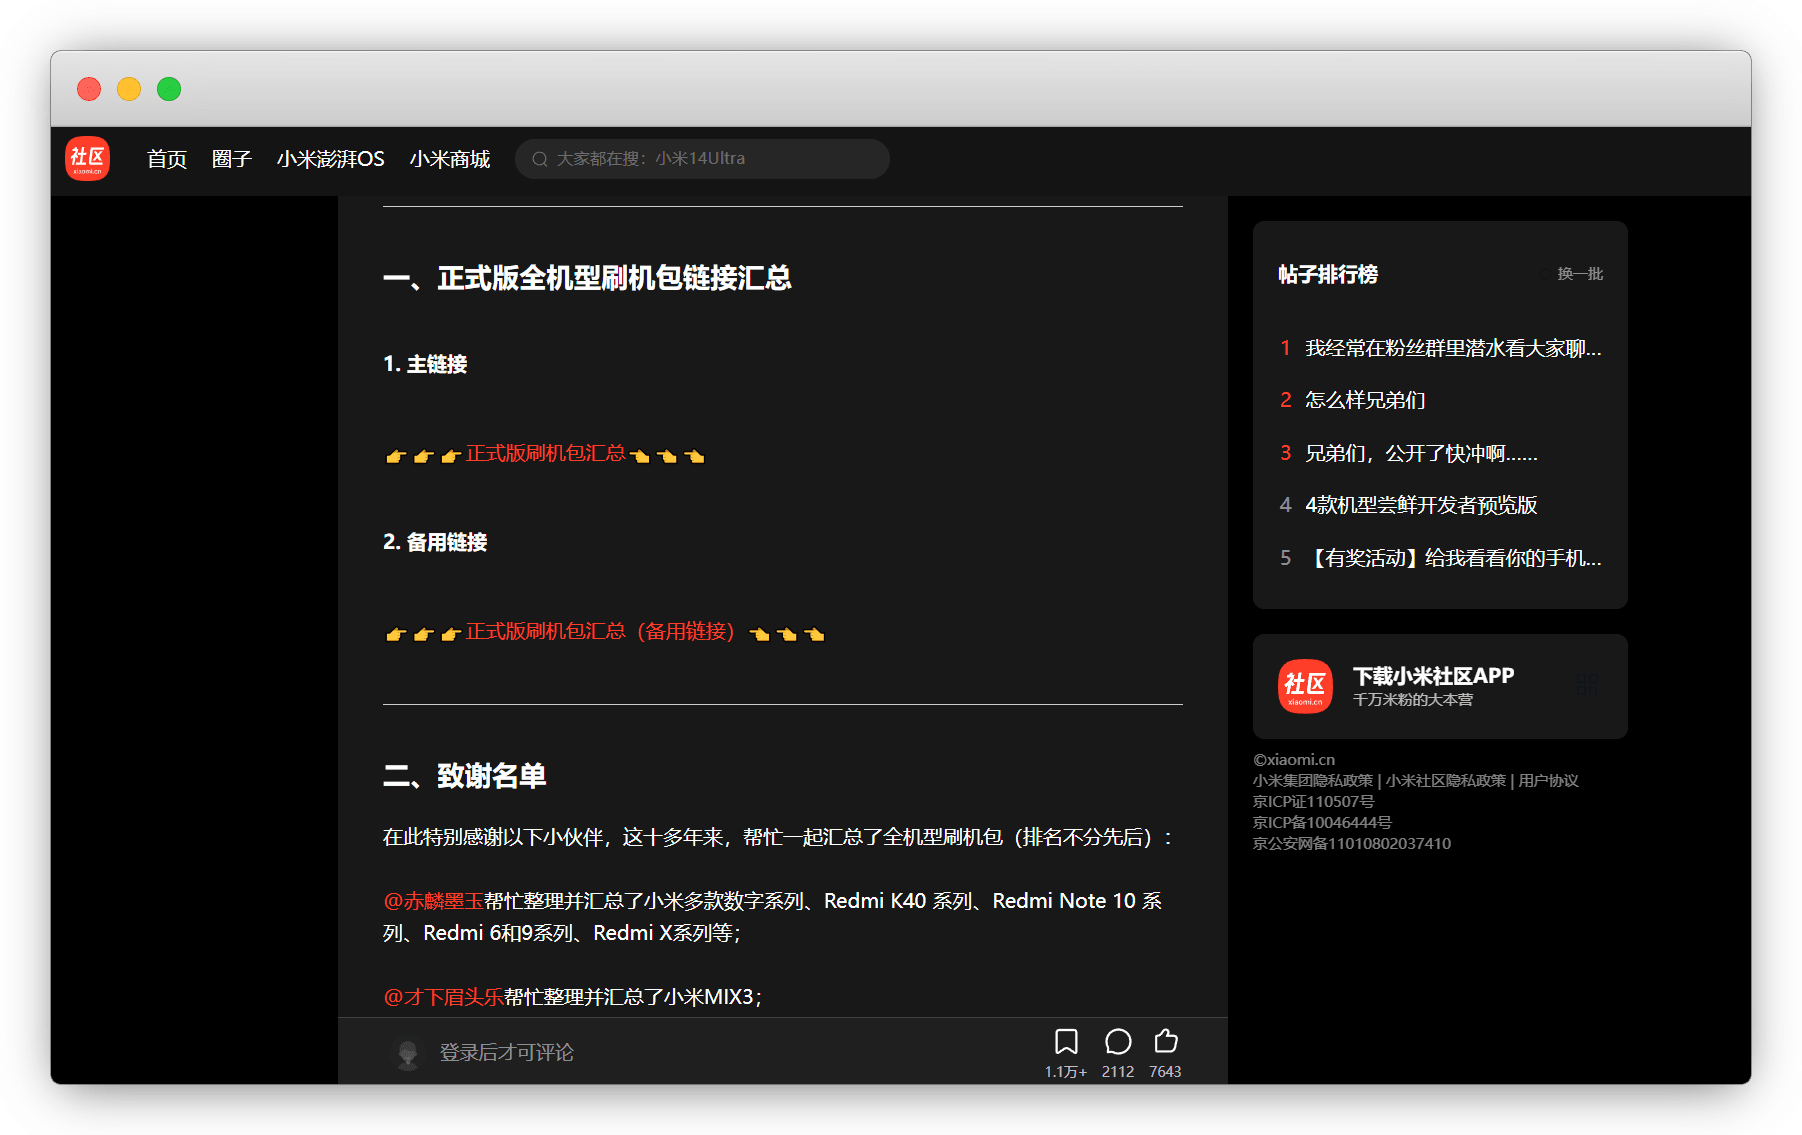 社区
xiaomi.cn
首页 圈子 小米澎湃OS 小米商城 大家都在搜：小米14Ultra
一、正式版全机型刷机包链接汇总
1. 主链接
👉👉👉正式版刷机包汇总👈👈👈
2. 备用链接
👉👉👉正式版刷机包汇总（备用链接）👈👈👈
二、致谢名单
在此特别感谢以下小伙伴，这十多年来，帮忙一起汇总了全机型刷机包（排名不分先后）：
@赤麟墨玉帮忙整理并汇总了小米多款数字系列、Redmi K40 系列、Redmi Note 10 系
列、Redmi 6和9系列、Redmi X系列等；
@才下眉头乐帮忙整理并汇总了小米MIX3；
登录后才可评论
1.1万+ 2112 7643
帖子排行榜 换一批
1 我经常在粉丝群里潜水看大家聊...
2 怎么样兄弟们
3 兄弟们，公开了快冲啊......
4 4款机型尝鲜开发者预览版
5 【有奖活动】给我看看你的手机...
社区
xiaomi.cn
下载小米社区APP
千万米粉的大本营
©xiaomi.cn
小米集团隐私政策 | 小米社区隐私政策 | 用户协议
京ICP证110507号
京ICP备10046444号
京公安网备11010802037410